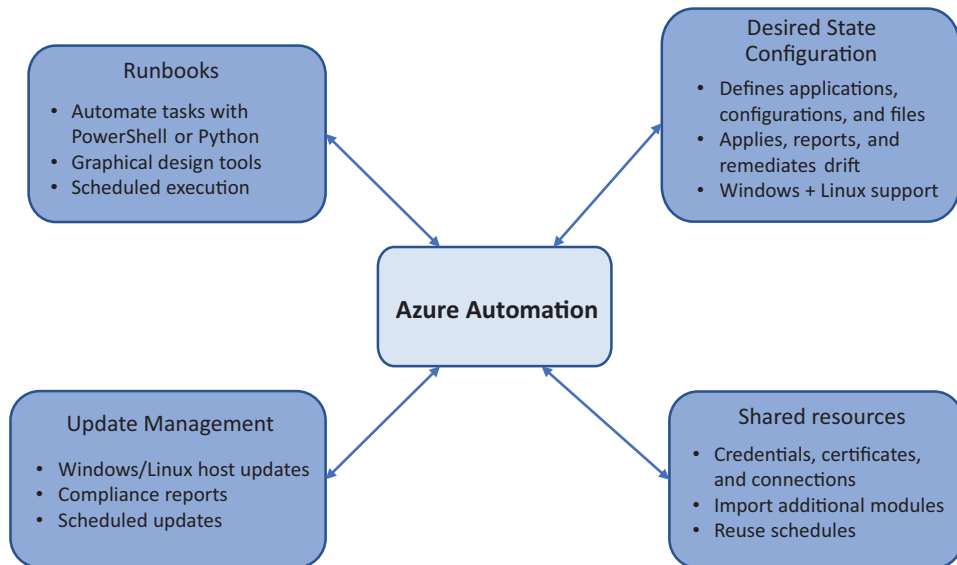 Runbooks
• Automate tasks with
PowerShell or Python
• Graphical design tools
• Scheduled execution
Desired State
Configuration
• Defines applications,
configurations, and files
• Applies, reports, and
remediates drift
• Windows + Linux support
Azure Automation
Update Management
• Windows/Linux host updates
• Compliance reports
• Scheduled updates
Shared resources
• Credentials, certificates,
and connections
• Import additional modules
• Reuse schedules